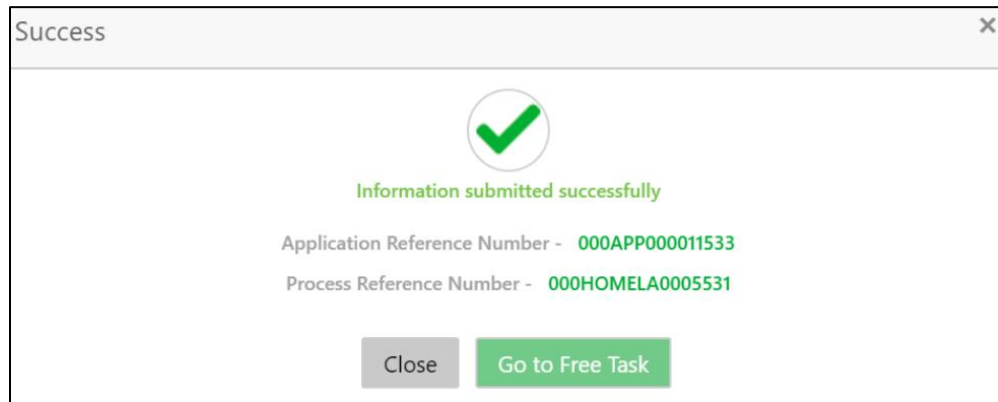 Success
×
Information submitted successfully
Application Reference Number - 000APP000011533
Process Reference Number - 000HOMELA0005531
Close Go to Free Task